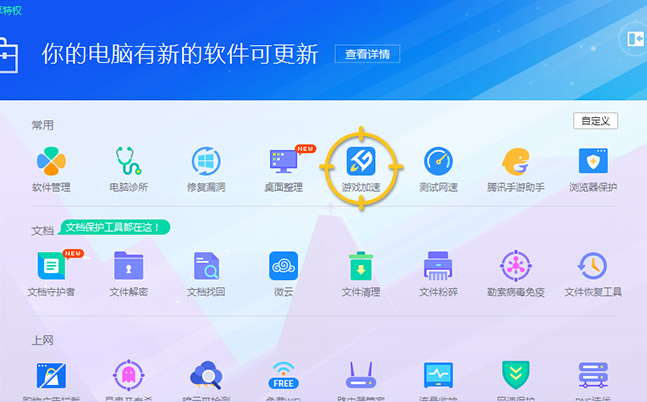 特权
你的电脑有新的软件可更新
查看详情
常用
自定义
软件管理
电脑诊所
修复漏洞
NEW
桌面整理
游戏加速
测试网速
腾讯手游助手
浏览器保护
文档
文档保护工具都在这！
NEW
文档守护者
文件解密
文档找回
微云
文件清理
文件粉碎
勒索病毒免疫
文件恢复工具
上网
FREE